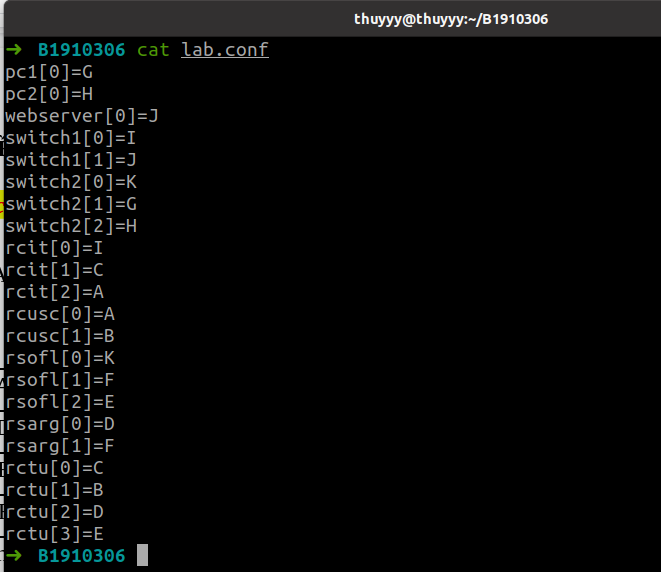 thuyyy@thuyyy:~/B1910306
➜ B1910306 cat lab.conf
pc1[0]=G
pc2[0]=H
webserver[0]=J
switch1[0]=I
switch1[1]=J
switch2[0]=K
switch2[1]=G
switch2[2]=H
rcit[0]=I
rcit[1]=C
rcit[2]=A
rcusc[0]=A
rcusc[1]=B
rsofl[0]=K
rsofl[1]=F
rsofl[2]=E
rsarg[0]=D
rsarg[1]=F
rctu[0]=C
rctu[1]=B
rctu[2]=D
rctu[3]=E
➜ B1910306